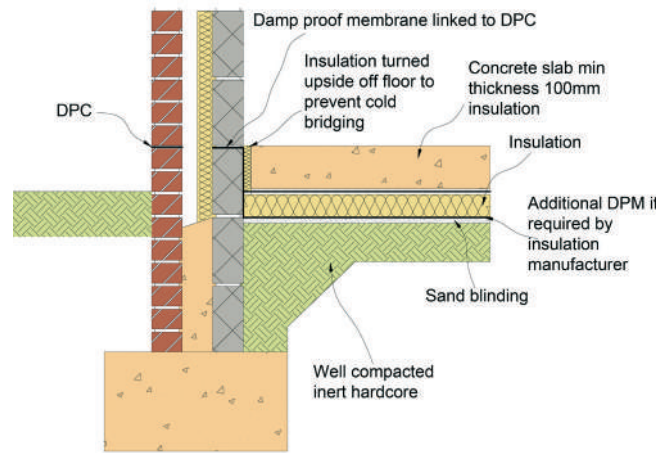 Damp proof membrane linked to DPC
Insulation turned
upside off floor to
prevent cold
bridging
Concrete slab min
thickness 100mm
insulation
DPC
Insulation
Additional DPM if
required by
insulation
manufacturer
Sand blinding
Well compacted
inert hardcore